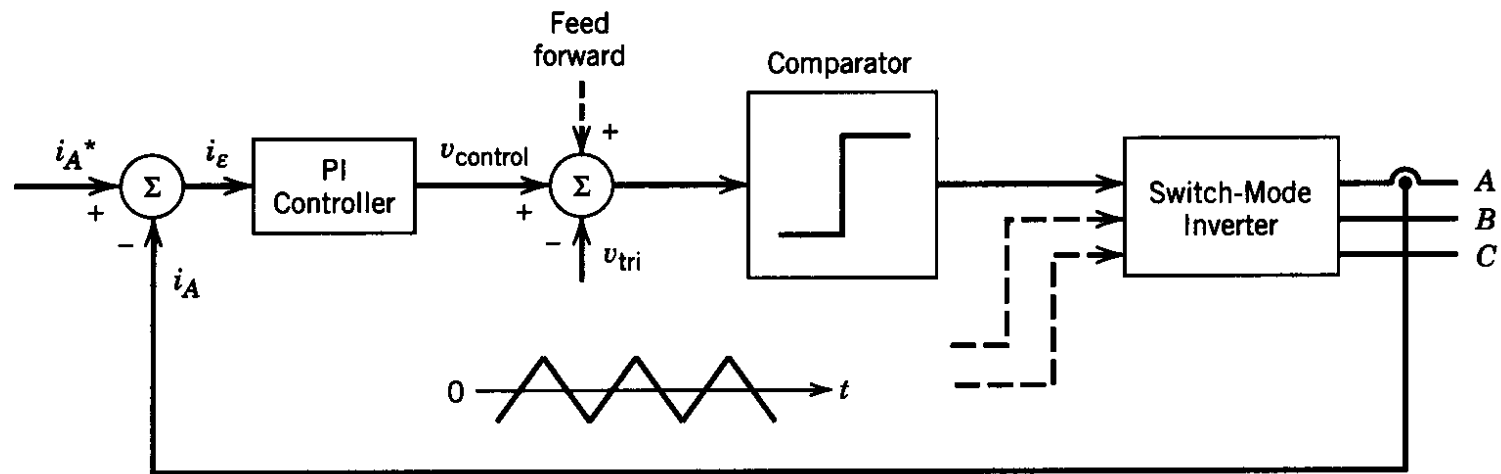 Feed
forward
Comparator
i_A*
i_ε
PI
Controller
v_control
+
Σ
Σ
+
+
Switch-Mode
Inverter
A
B
C
−
−
v_tri
i_A
0
t